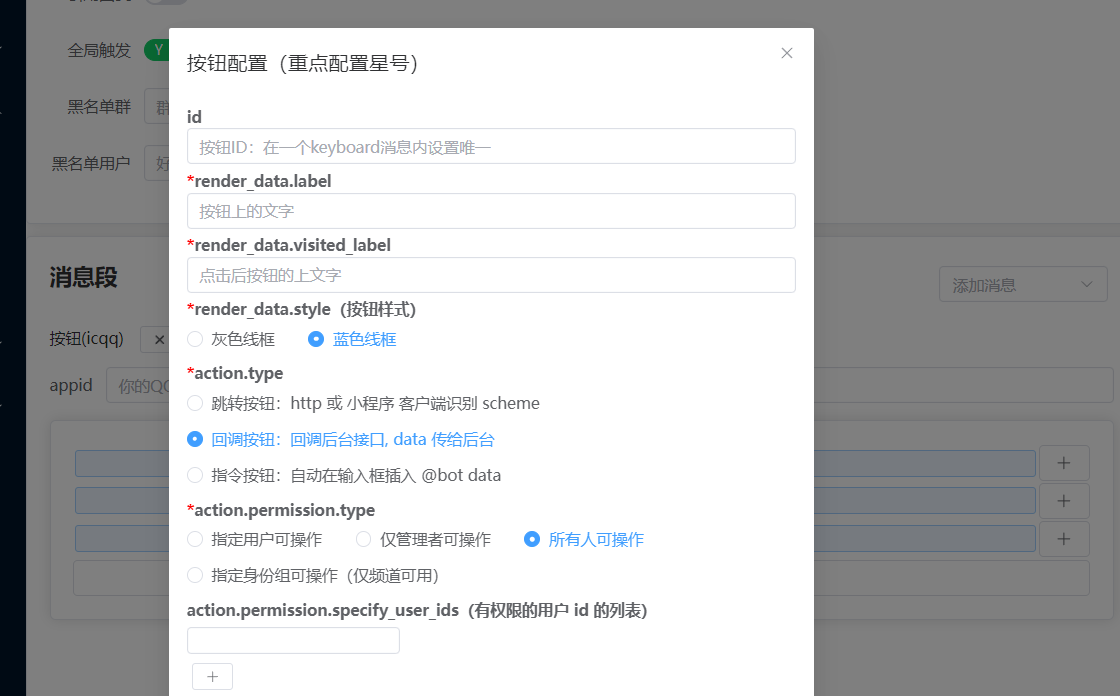 全局触发 Y
黑名单群 群
黑名单用户 好
按钮配置（重点配置星号）
id
按钮ID：在一个keyboard消息内设置唯一
*render_data.label
按钮上的文字
*render_data.visited_label
点击后按钮的上文字
*render_data.style（按钮样式）
灰色线框 蓝色线框
*action.type
跳转按钮：http 或 小程序 客户端识别 scheme
回调按钮：回调后台接口, data 传给后台
指令按钮：自动在输入框插入 @bot data
*action.permission.type
指定用户可操作 仅管理者可操作 所有人可操作
指定身份组可操作（仅频道可用）
action.permission.specify_user_ids（有权限的用户 id 的列表）
消息段
添加消息
按钮(icqq)
appid 你的QQ